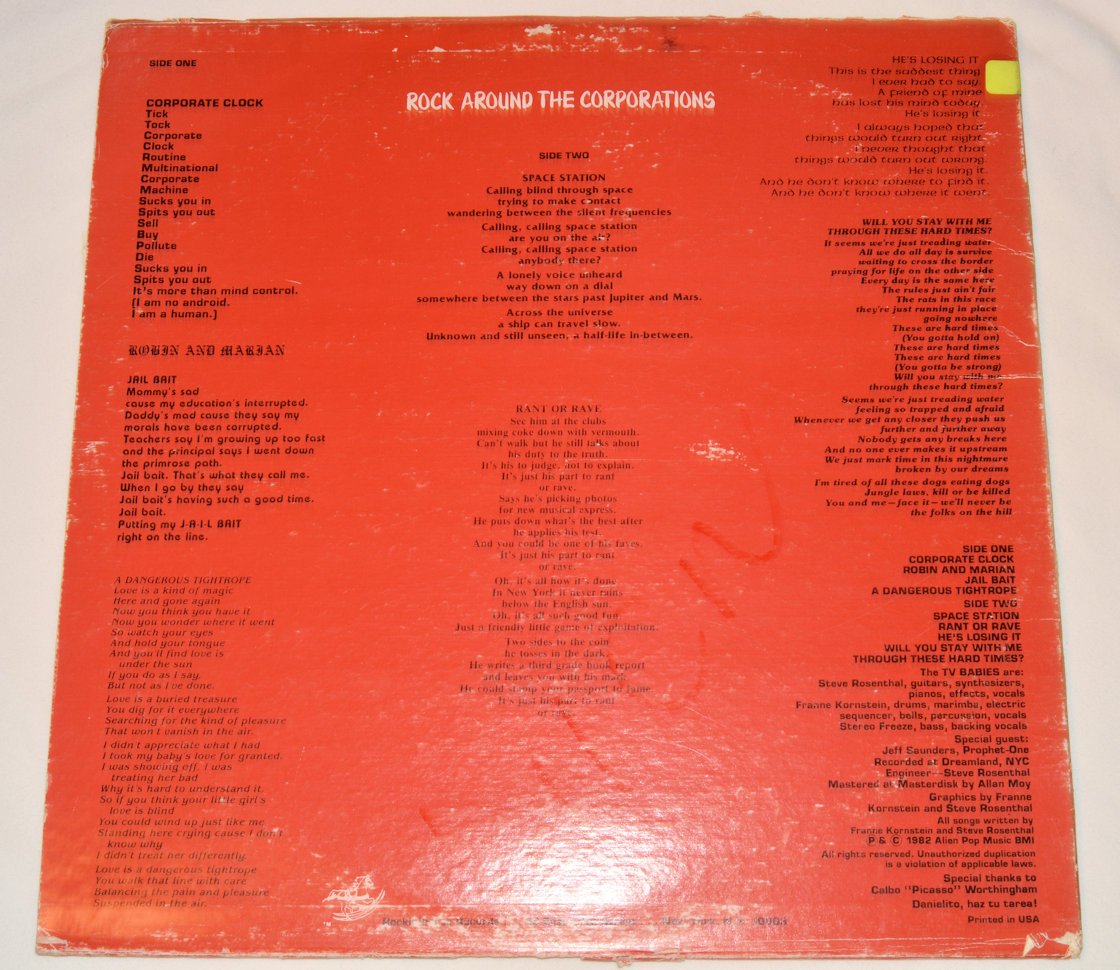 SIDE ONE
CORPORATE CLOCK
Tick
Tock
Corporate
Clock
Routine
Multinational
Corporate
Machine
Sucks you in
Spits you out
Sell
Buy
Pollute
Die
Sucks you in
Spits you out
It's more than mind control.
(I am no android.
I am a human.)
ROBIN AND MARIAN
JAIL BAIT
Mommy's sad
cause my education's interrupted.
Daddy's mad cause they say my
morals have been corrupted.
Teachers say I'm growing up too fast
and the principal says I went down
the primrose path.
Jail bait. That's what they call me.
When I go by they say
Jail bait's having such a good time.
Jail bait.
Putting my J-A-I-L BAIT
right on the line.
A DANGEROUS TIGHTROPE
Love is a kind of magic
Here and gone again
Now you think you have it
Now you wonder where it went
So watch your eyes
And hold your tongue
And you'll find love is
under the sun
If you do as I say,
But not as I've done.
Love is a buried treasure
You dig for it everywhere
Searching for the kind of pleasure
That won't vanish in the air.
I didn't appreciate what I had
I took my baby's love for granted.
I was showing off, I was
treating her bad
Why it's hard to understand it.
So if you think your little girl's
love is blind
You could wind up just like me
Standing here crying cause I don't
know why
I didn't treat her differently.
Love is a dangerous tightrope
You walk that line with care
Balancing the pain and pleasure
Suspended in the air.
ROCK AROUND THE CORPORATIONS
SIDE TWO
SPACE STATION
Calling blind through space
trying to make contact
wandering between the silent frequencies
Calling, calling space station
are you on the air?
Calling, calling space station
anybody there?
A lonely voice unheard
way down on a dial
somewhere between the stars past Jupiter and Mars.
Across the universe
a ship can travel slow.
Unknown and still unseen, a half-life in-between.
RANT OR RAVE
See him at the clubs
mixing coke down with vermouth.
Can't walk but he still talks about
his duty to the truth.
It's his to judge, not to explain.
It's just his part to rant
or rave.
Says he's picking photos
for new musical express.
He puts down what's the best after
he applies his test.
And you could be one of his faves.
It's just his part to rant
or rave.
Oh, it's all how it's done
In New York it never rains
below the English sun.
Oh, it's all such good fun.
Just a friendly little game of exploitation.
Two sides to the coin
he tosses in the dark.
He writes a third grade book report
and leaves you with his mark
He could stamp your passport to fame
It's just his part to rant
or rave.
HE'S LOSING IT
This is the saddest thing
I ever had to say.
A friend of mine
has lost his mind today.
He's losing it.
I always hoped that
things would turn out right.
I never thought that
things would turn out wrong.
He's losing it.
And he don't know where to find it.
And he don't know where it went.
WILL YOU STAY WITH ME
THROUGH THESE HARD TIMES?
It seems we're just treading water
All we do all day is survive
waiting to cross the border
praying for life on the other side
Every day is the same here
The rules just ain't fair
The rats in this race
they're just running in place
going nowhere
These are hard times
(You gotta hold on)
These are hard times
These are hard times
(You gotta be strong)
Will you stay with me
through these hard times?
Seems we're just treading water
feeling so trapped and afraid
Whenever we get any closer they push us
further and further away
Nobody gets any breaks here
And no one ever makes it upstream
We just mark time in this nightmare
broken by our dreams
I'm tired of all these dogs eating dogs
Jungle laws, kill or be killed
You and me—face it—we'll never be
the folks on the hill
SIDE ONE
CORPORATE CLOCK
ROBIN AND MARIAN
JAIL BAIT
A DANGEROUS TIGHTROPE
SIDE TWO
SPACE STATION
RANT OR RAVE
HE'S LOSING IT
WILL YOU STAY WITH ME
THROUGH THESE HARD TIMES?
The TV BABIES are:
Steve Rosenthal, guitars, synthesizers,
pianos, effects, vocals
Franne Kornstein, drums, marimba, electric
sequencer, bells, percussion, vocals
Stereo Freeze, bass, backing vocals
Special guest:
Jeff Saunders, Prophet-One
Recorded at Dreamland, NYC
Engineer—Steve Rosenthal
Mastered at Masterdisk by Allan Moy
Graphics by Franne
Kornstein and Steve Rosenthal
All songs written by
Franne Kornstein and Steve Rosenthal
Ⓟ & © 1982 Alien Pop Music BMI
All rights reserved. Unauthorized duplication
is a violation of applicable laws.
Special thanks to
Calbo "Picasso" Worthingham
Danielito, haz tu tarea!
Printed in USA
Records